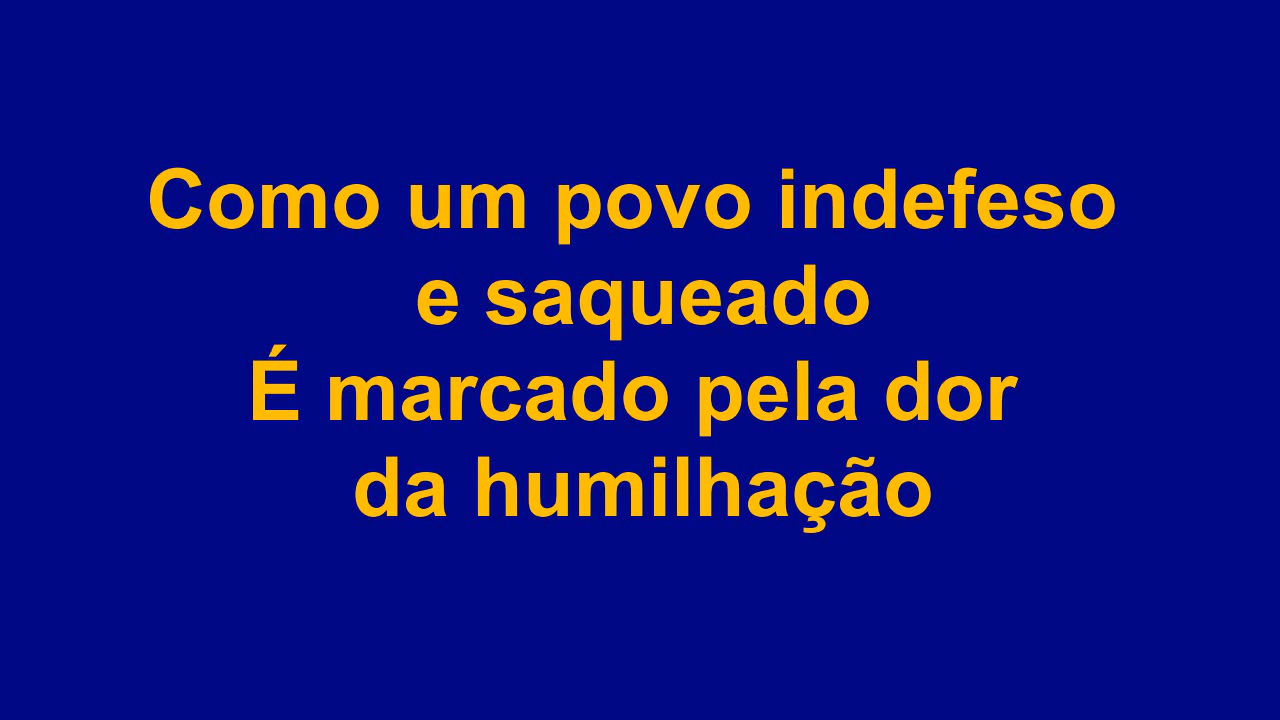 Como um povo indefeso
e saqueado
É marcado pela dor
da humilhação